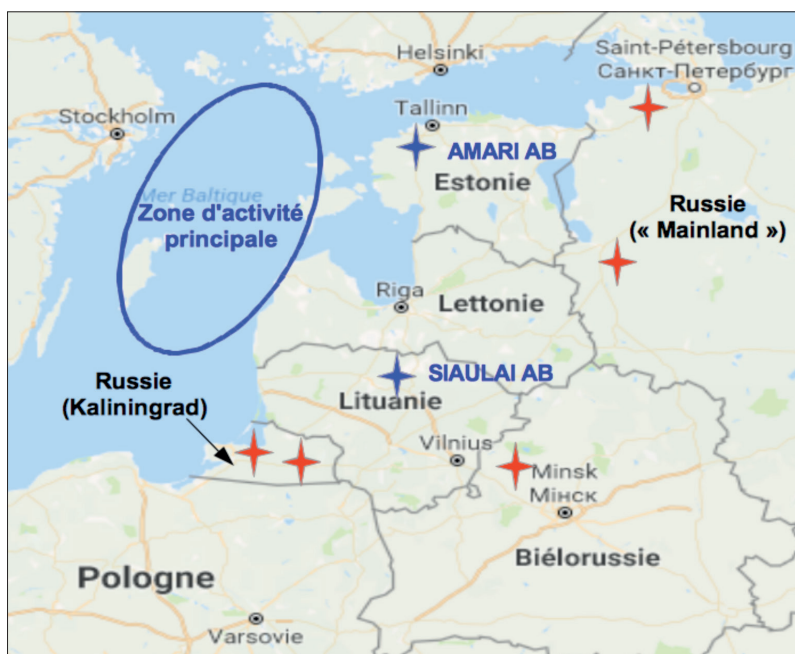 Helsinki
Saint-Pétersbourg
Санкт-Петербург
Stockholm
Tallinn
AMARI AB
Estonie
Mer Baltique
Zone d'activité
principale
Russie
(« Mainland »)
Riga
Lettonie
Russie
(Kaliningrad)
SIAULAI AB
Lituanie
Vilnius
Minsk
Мінск
Biélorussie
Pologne
Varsovie